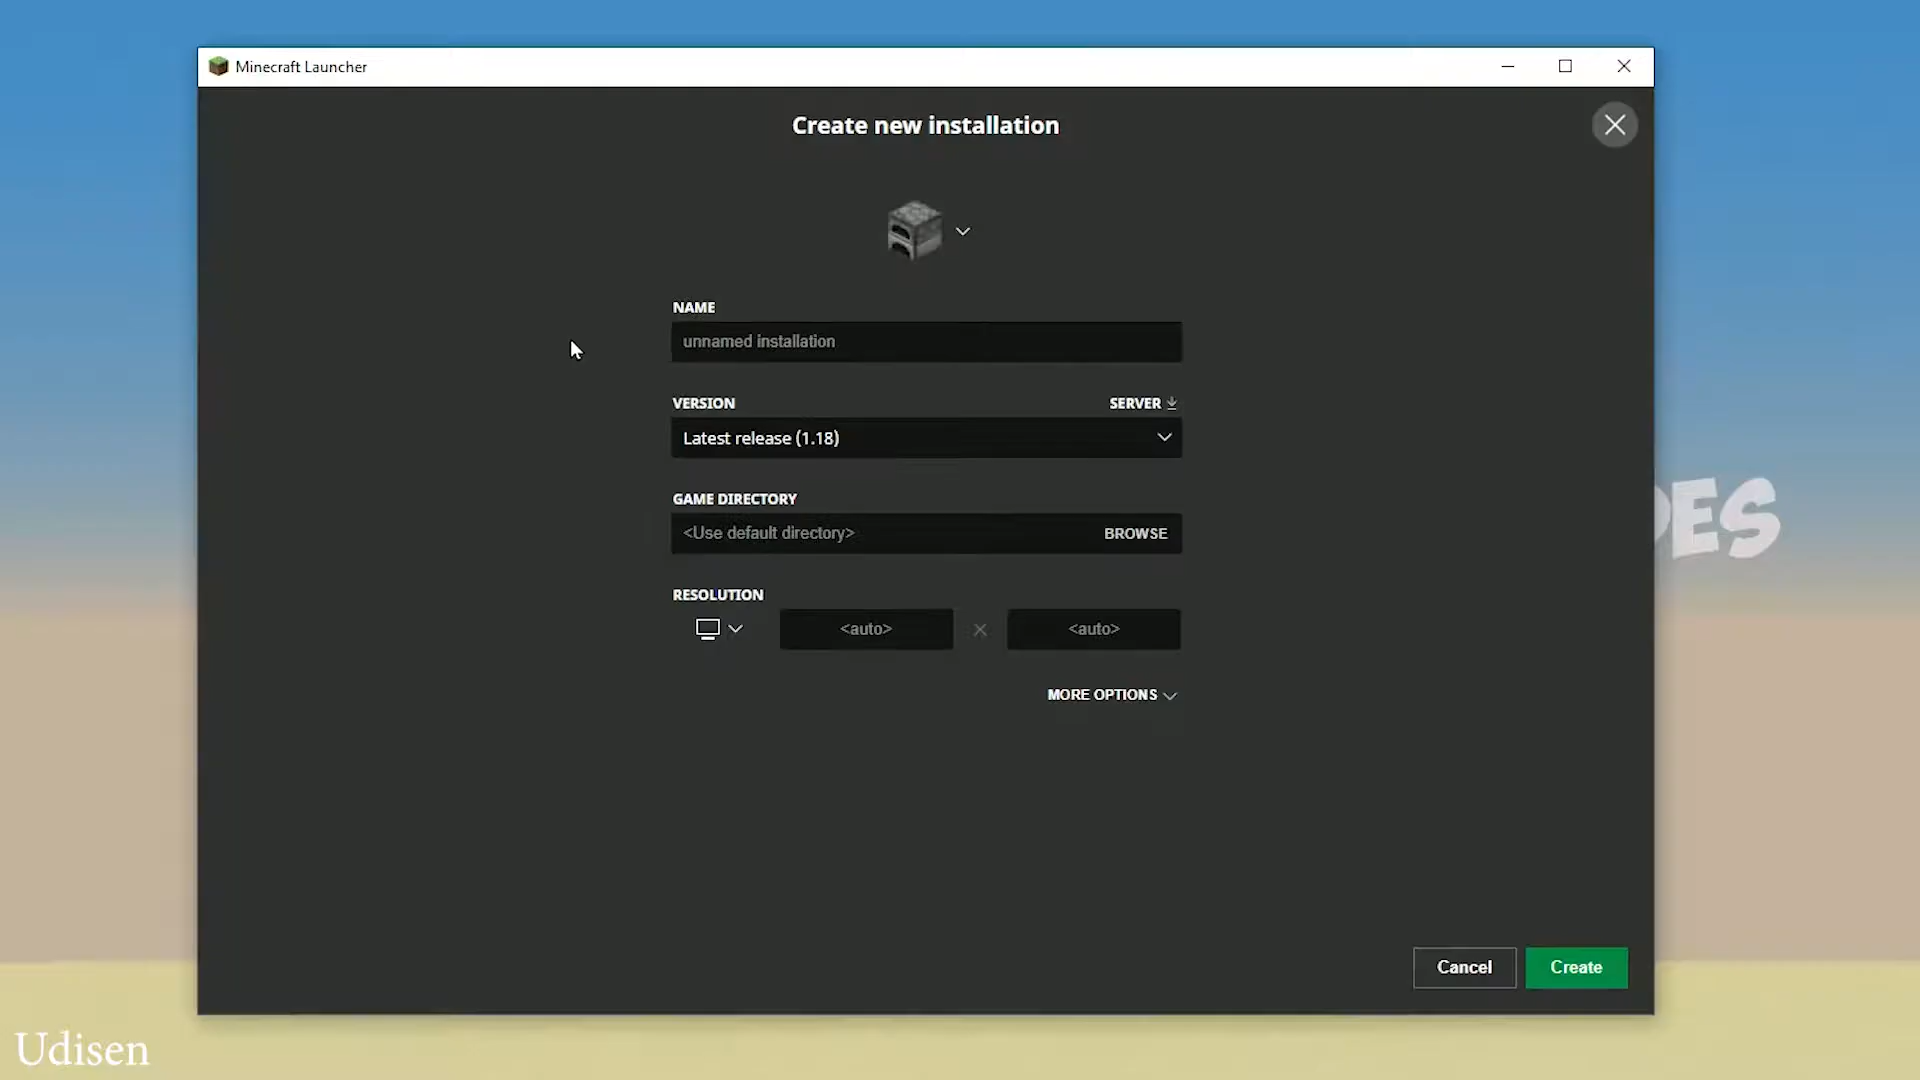 Minecraft Launcher
Create new installation
NAME
unnamed installation
VERSION
SERVER
Latest release (1.18)
GAME DIRECTORY
<Use default directory>
BROWSE
RESOLUTION
<auto>
<auto>
MORE OPTIONS
Cancel
Create
Udisen